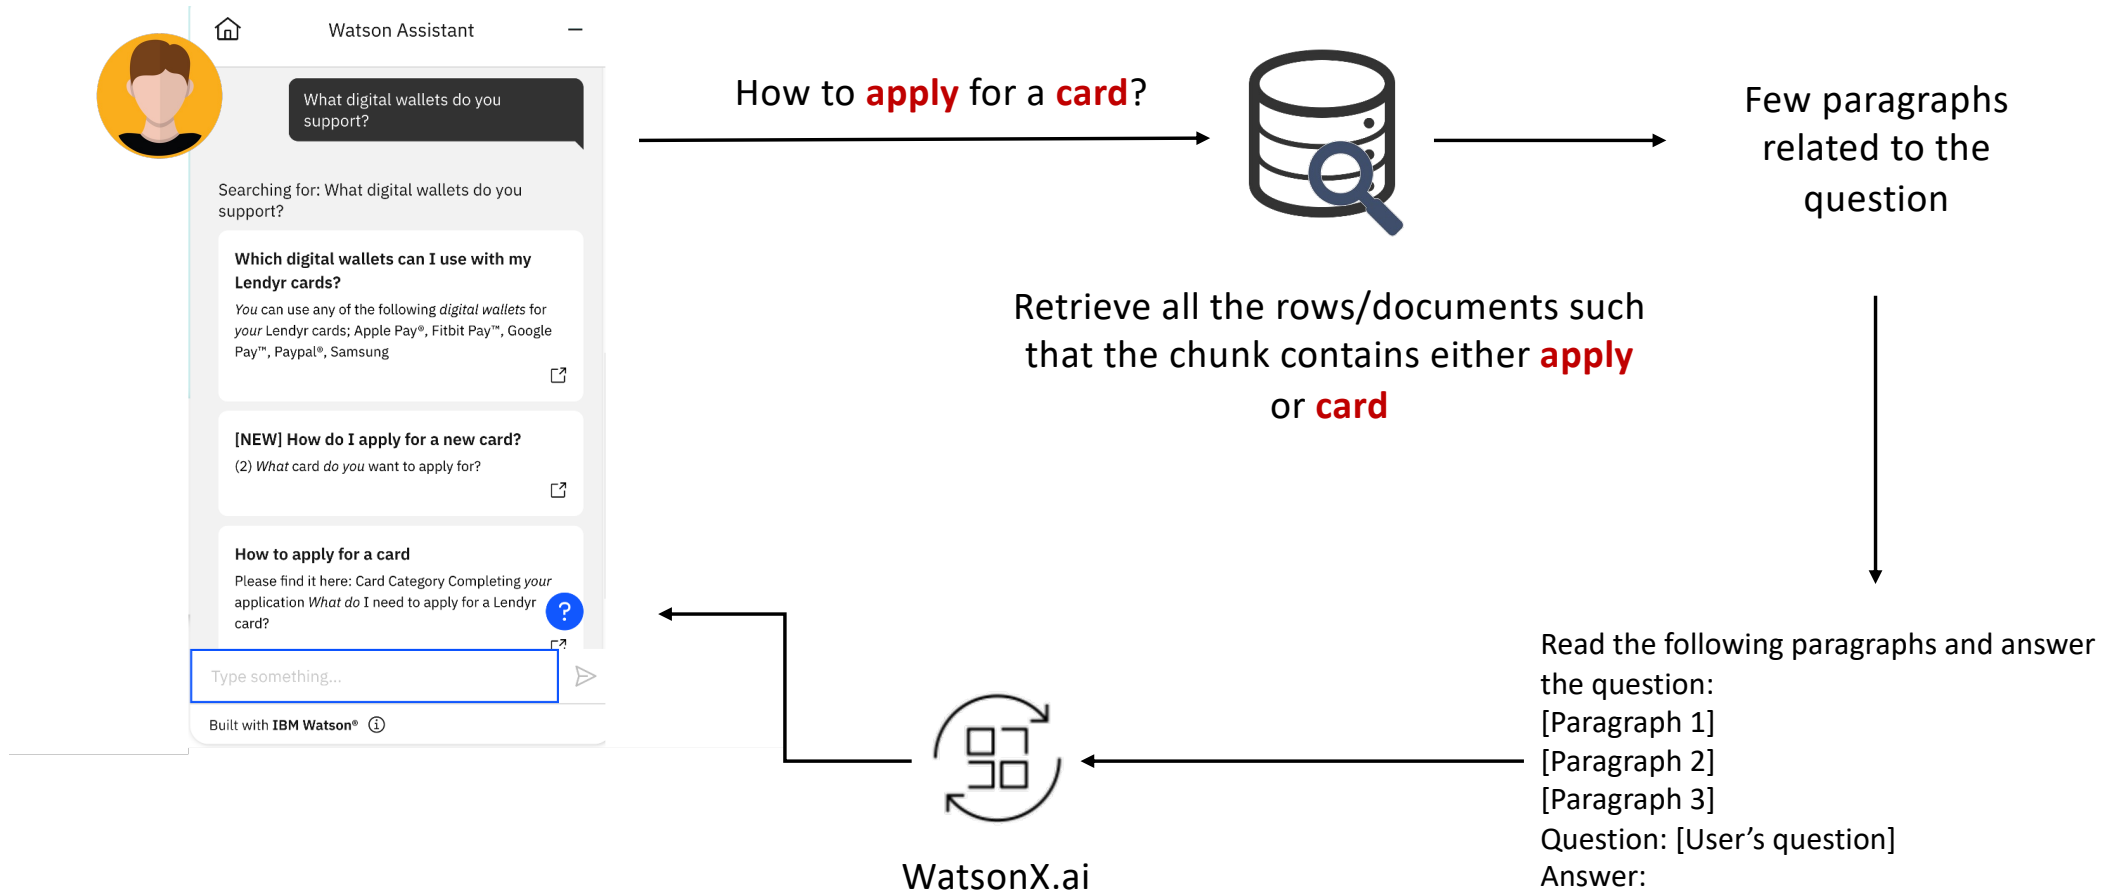 Watson Assistant
What digital wallets do you
support?
Searching for: What digital wallets do you
support?
Which digital wallets can I use with my
Lendyr cards?
You can use any of the following digital wallets for
your Lendyr cards; Apple Pay®, Fitbit Pay™, Google
Pay™, Paypal®, Samsung
[NEW] How do I apply for a new card?
(2) What card do you want to apply for?
How to apply for a card
Please find it here: Card Category Completing your
application What do I need to apply for a Lendyr
card?
?
Type something...
Built with IBM Watson®
How to apply for a card?
Retrieve all the rows/documents such
that the chunk contains either apply
or card
Few paragraphs
related to the
question
Read the following paragraphs and answer
the question:
[Paragraph 1]
[Paragraph 2]
[Paragraph 3]
Question: [User’s question]
Answer:
WatsonX.ai